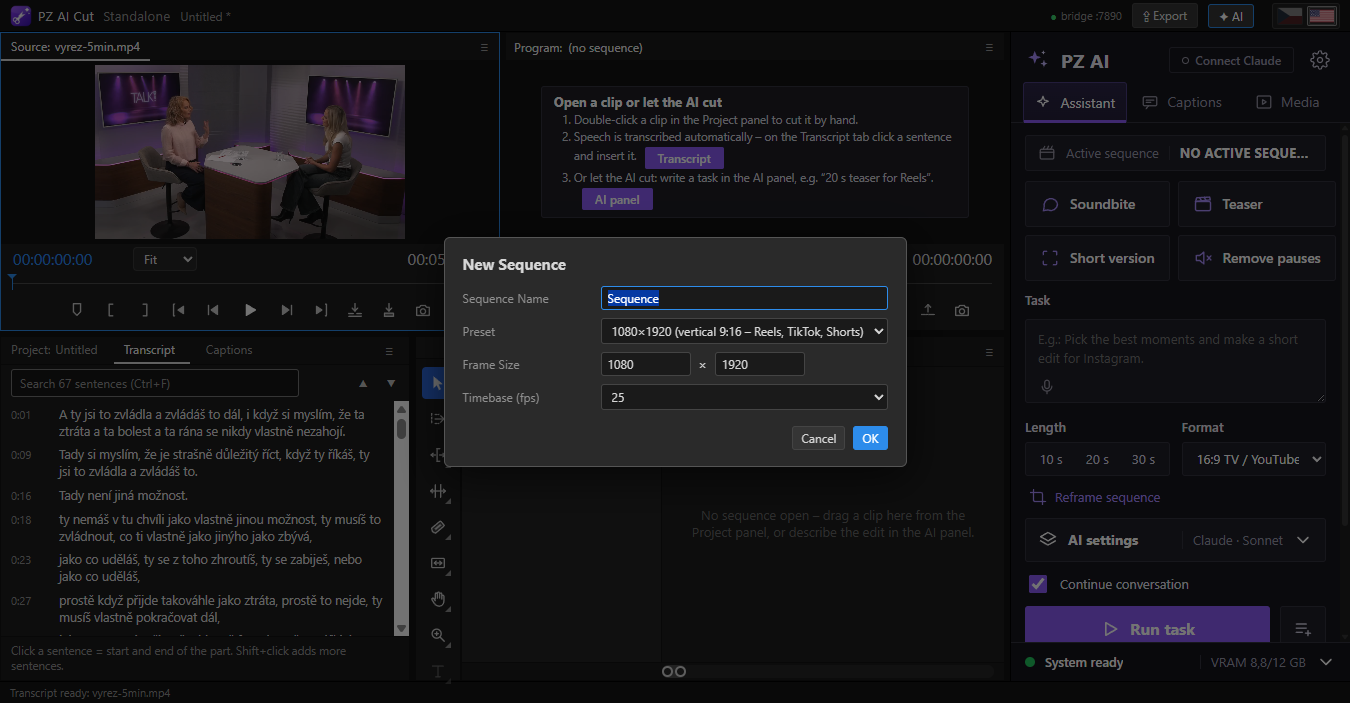 PZ AI Cut Standalone Untitled *
bridge :7890
Export
AI
Source: vyrez-5min.mp4
TALK!
00:00:00:00
Fit
00:05
Program: (no sequence)
Open a clip or let the AI cut
1. Double-click a clip in the Project panel to cut it by hand.
2. Speech is transcribed automatically – on the Transcript tab click a sentence
and insert it. Transcript
3. Or let the AI cut: write a task in the AI panel, e.g. “20 s teaser for Reels”.
AI panel
00:00:00:00
New Sequence
Sequence Name Sequence
Preset 1080×1920 (vertical 9:16 – Reels, TikTok, Shorts)
Frame Size 1080 × 1920
Timebase (fps) 25
Cancel OK
Project: Untitled Transcript Captions
Search 67 sentences (Ctrl+F)
0:01 A ty jsi to zvládla a zvládáš to dál, i když si myslím, že ta
ztráta a ta bolest a ta rána se nikdy vlastně nezahojí.
0:09 Tady si myslím, že je strašně důležitý říct, když ty říkáš, ty
jsi to zvládla a zvládáš to.
0:16 Tady není jiná možnost.
0:18 ty nemáš v tu chvíli jako vlastně jinou možnost, ty musíš to
zvládnout, co ti vlastně jako jinýho jako zbývá,
0:23 jako co uděláš, ty se z toho zhroutíš, ty se zabiješ, nebo
jako co uděláš,
0:27 prostě když přijde takováhle jako ztráta, prostě to nejde, ty
musíš vlastně pokračovat dál,
Click a sentence = start and end of the part. Shift+click adds more
sentences.
Transcript ready: vyrez-5min.mp4
No sequence open – drag a clip here from the
Project panel, or describe the edit in the AI panel.
PZ AI
Connect Claude
Assistant Captions Media
Active sequence NO ACTIVE SEQUE...
Soundbite Teaser
Short version Remove pauses
Task
E.g.: Pick the best moments and make a short
edit for Instagram.
Length Format
10 s 20 s 30 s 16:9 TV / YouTube
Reframe sequence
AI settings Claude · Sonnet
Continue conversation
Run task
System ready VRAM 8,8/12 GB